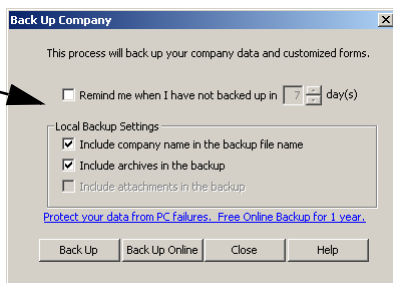 Back Up Company
This process will back up your company data and customized forms.
Remind me when I have not backed up in 7 day(s)
Local Backup Settings
Include company name in the backup file name
Include archives in the backup
Include attachments in the backup
Protect your data from PC failures. Free Online Backup for 1 year.
Back Up Back Up Online Close Help